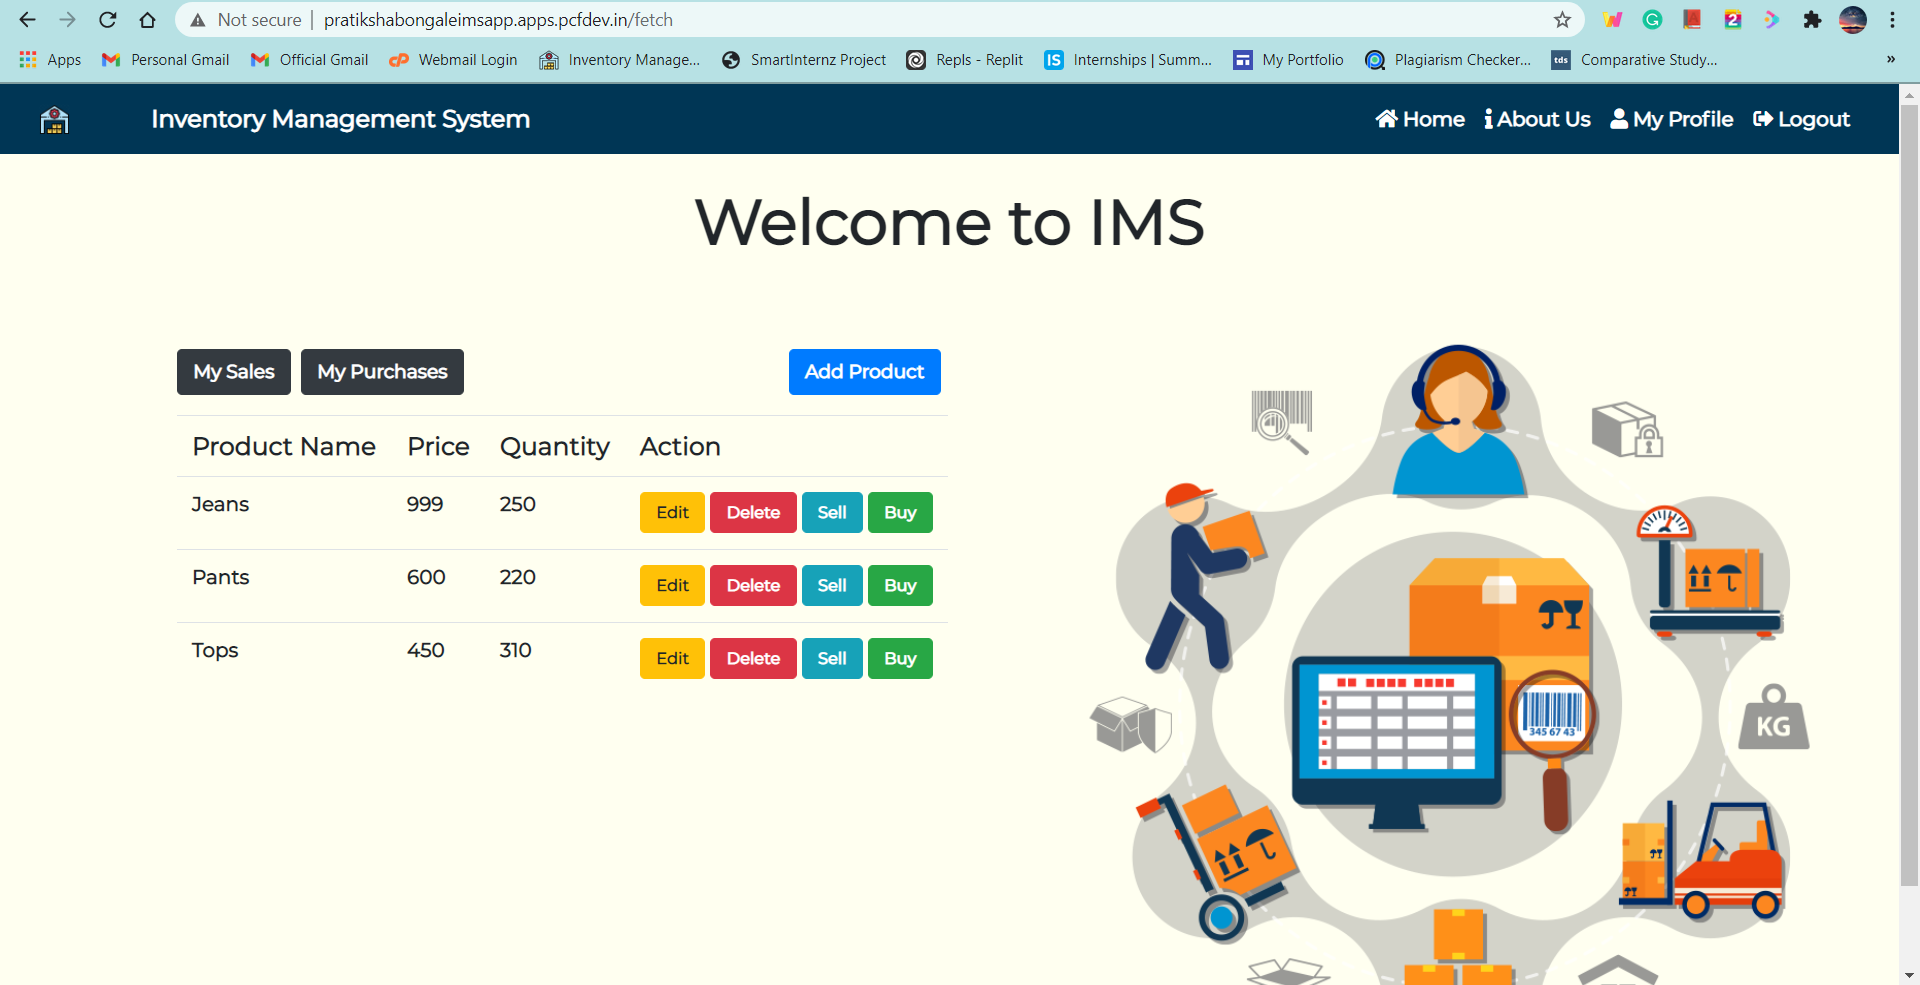 Not secure | pratikshabongaleimsapp.apps.pcfdev.in/fetch
Apps Personal Gmail Official Gmail Webmail Login Inventory Manage... SmartInternz Project Repls - Replit Internships | Summ... My Portfolio Plagiarism Checker... tds Comparative Study... »
Inventory Management System Home About Us My Profile Logout
Welcome to IMS
My Sales My Purchases Add Product
Product Name Price Quantity Action
Jeans 999 250 Edit Delete Sell Buy
Pants 600 220 Edit Delete Sell Buy
Tops 450 310 Edit Delete Sell Buy
345 67 43
KG